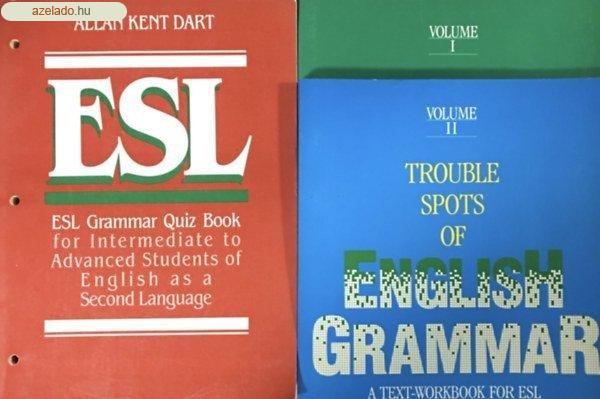 azelado.hu
ALLAN KENT DART
ESL
ESL Grammar Quiz Book
for Intermediate to
Advanced Students of
English as a
Second Language
VOLUME
I
VOLUME
II
TROUBLE
SPOTS
OF
ENGLISH
GRAMMAR
A TEXT-WORKBOOK FOR ESL